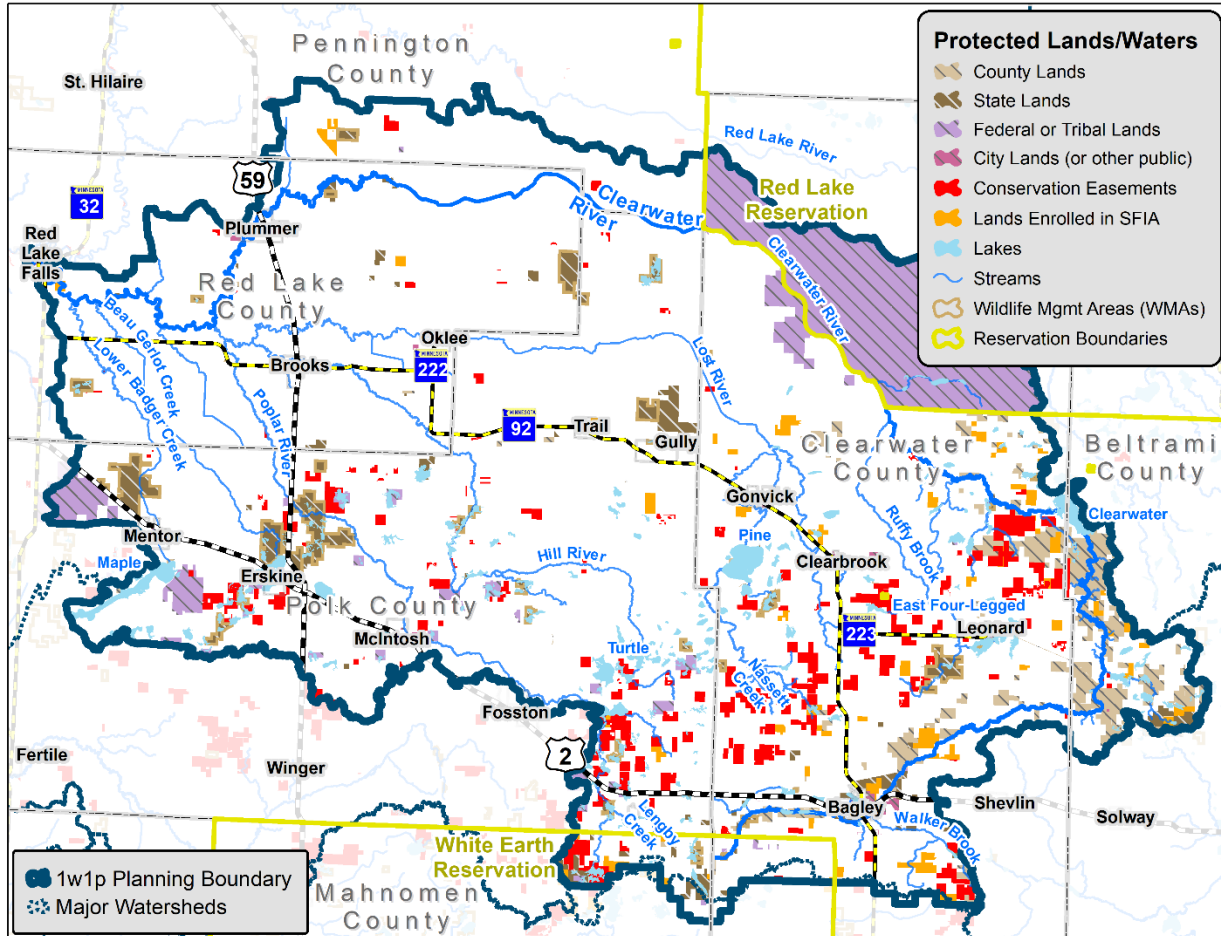 Pennington
County
St. Hilaire
Protected Lands/Waters
County Lands
State Lands
Federal or Tribal Lands
City Lands (or other public)
Conservation Easements
Lands Enrolled in SFIA
Lakes
Streams
Wildlife Mgmt Areas (WMAs)
Reservation Boundaries
Red Lake River
59
MINNESOTA
32
Red Lake
Reservation
Clearwater
River
Plummer
Red
Lake
Falls
Clearwater River
Red Lake
County
Beau Gerlot Creek
Lower Badger Creek
Oklee
Lost River
Brooks
MINNESOTA
222
Poplar River
MINNESOTA
92
Trail
Gully
Clearwater
County
Beltrami
County
Gonvick
Clearwater
Mentor
Ruffy Brook
Pine
Maple
Hill River
Clearbrook
Erskine
Polk County
East Four-Legged
McIntosh
MINNESOTA
223
Leonard
Turtle
Nassett
Creek
Fosston
2
Fertile
Winger
Bagley
Shevlin
Solway
Lengby
Creek
Walker Brook
White Earth
Reservation
1w1p Planning Boundary
Major Watersheds
Mahnomen
County